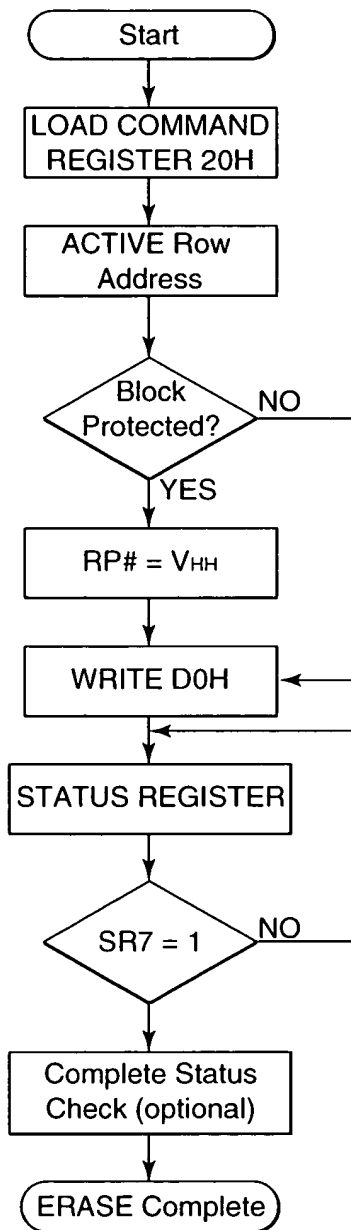 Start
LOAD COMMAND
REGISTER 20H
ACTIVE Row
Address
Block
Protected?
NO
YES
RP# = VHH
WRITE D0H
STATUS REGISTER
SR7 = 1
NO
Complete Status
Check (optional)
ERASE Complete